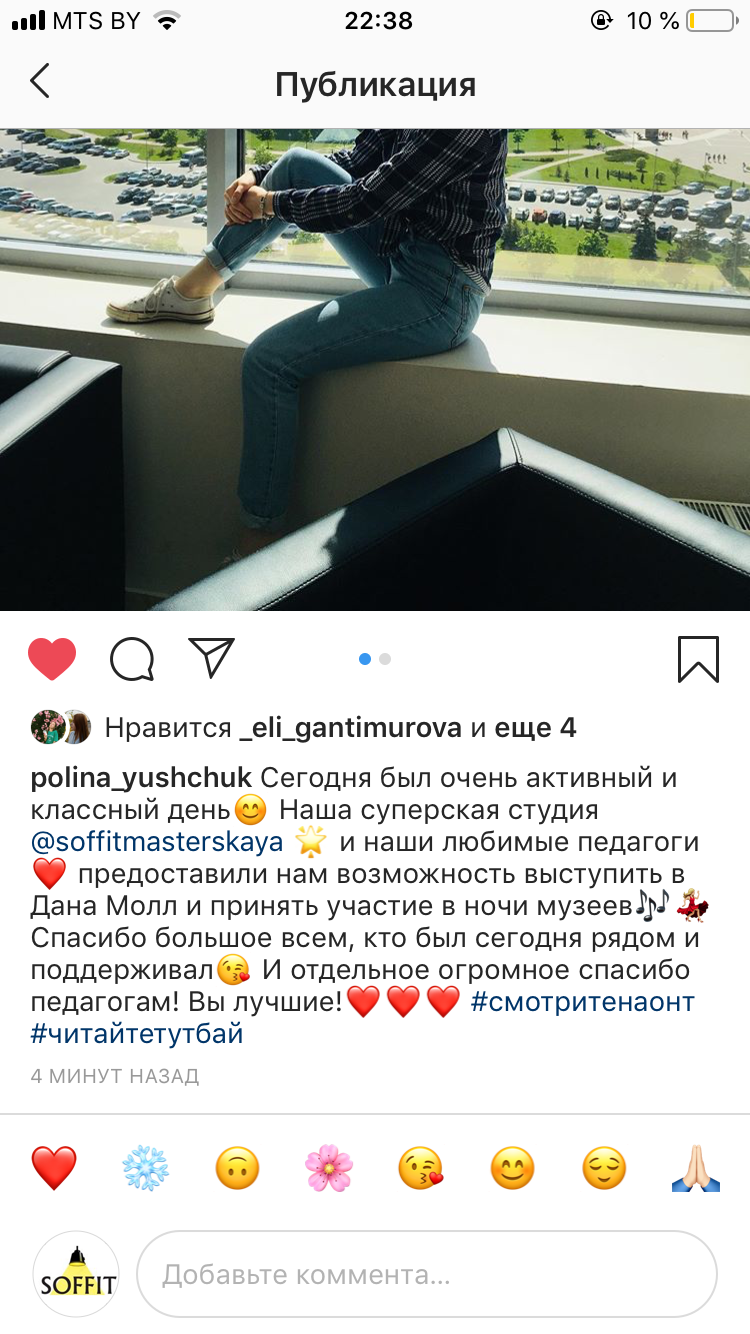 MTS BY 22:38 10 %
Публикация
Нравится _eli_gantimurova и еще 4
polina_yushchuk Сегодня был очень активный и
классный день😊 Наша суперская студия
@soffitmasterskaya 🌟 и наши любимые педагоги
❤️ предоставили нам возможность выступить в
Дана Молл и принять участие в ночи музеев🎶 💃
Спасибо большое всем, кто был сегодня рядом и
поддерживал😘 И отдельное огромное спасибо
педагогам! Вы лучшие!❤️❤️❤️ #смотритенаонт
#читайтетутбай
4 МИНУТ НАЗАД
SOFFIT
Добавьте коммента...